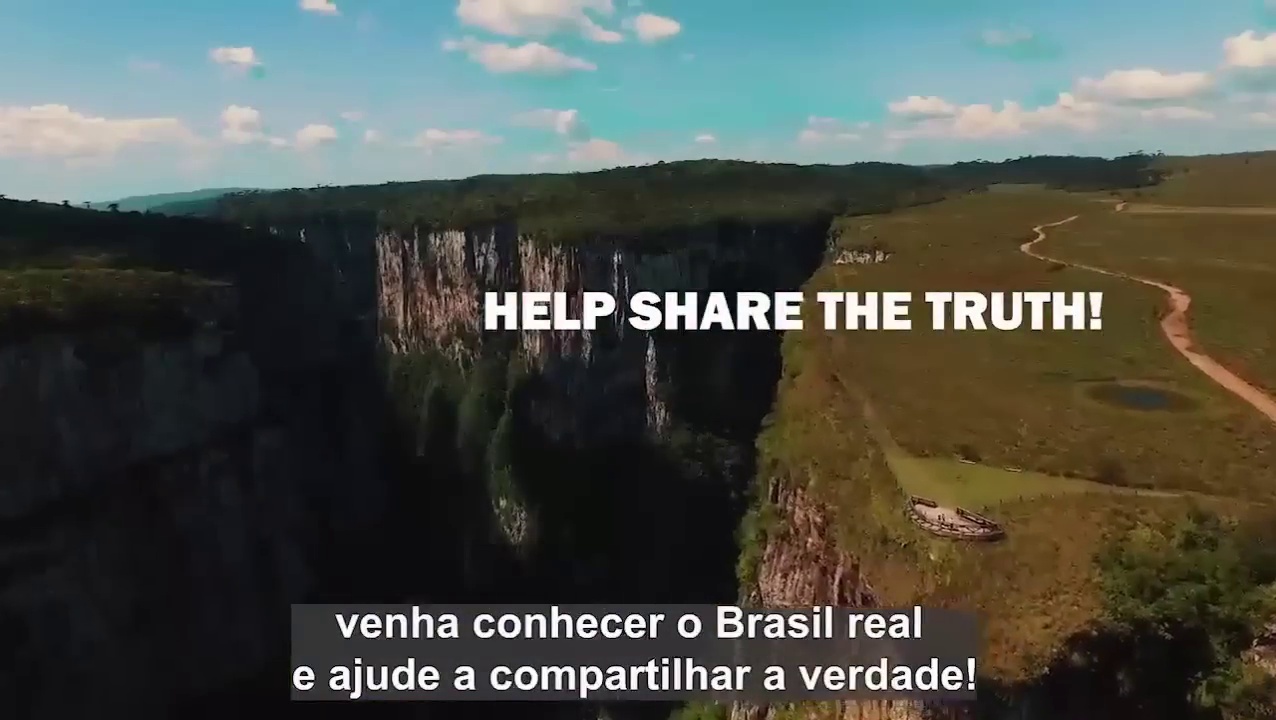 HELP SHARE THE TRUTH!
venha conhecer o Brasil real
e ajude a compartilhar a verdade!